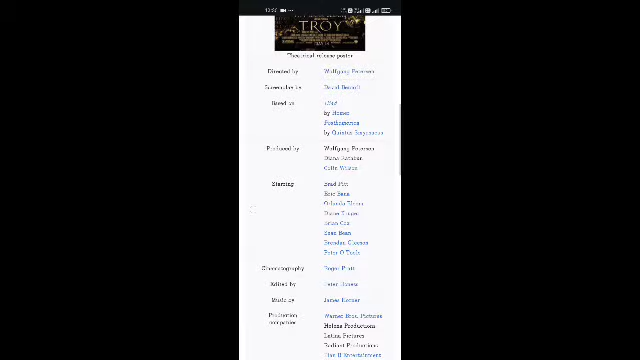 TROY
Theatrical release poster
Directed by
Wolfgang Petersen
Screenplay by
David Benioff
Based on
Iliad
by Homer
Posthomerica
by Quintus Smyrnaeus
Produced by
Wolfgang Petersen
Diana Rathbun
Colin Wilson
Starring
Brad Pitt
Eric Bana
Orlando Bloom
Diane Kruger
Brian Cox
Sean Bean
Brendan Gleeson
Peter O'Toole
Cinematography
Roger Pratt
Edited by
Peter Honess
Music by
James Horner
Production
companies
Warner Bros. Pictures
Helena Productions
Latina Pictures
Radiant Productions
Plan B Entertainment